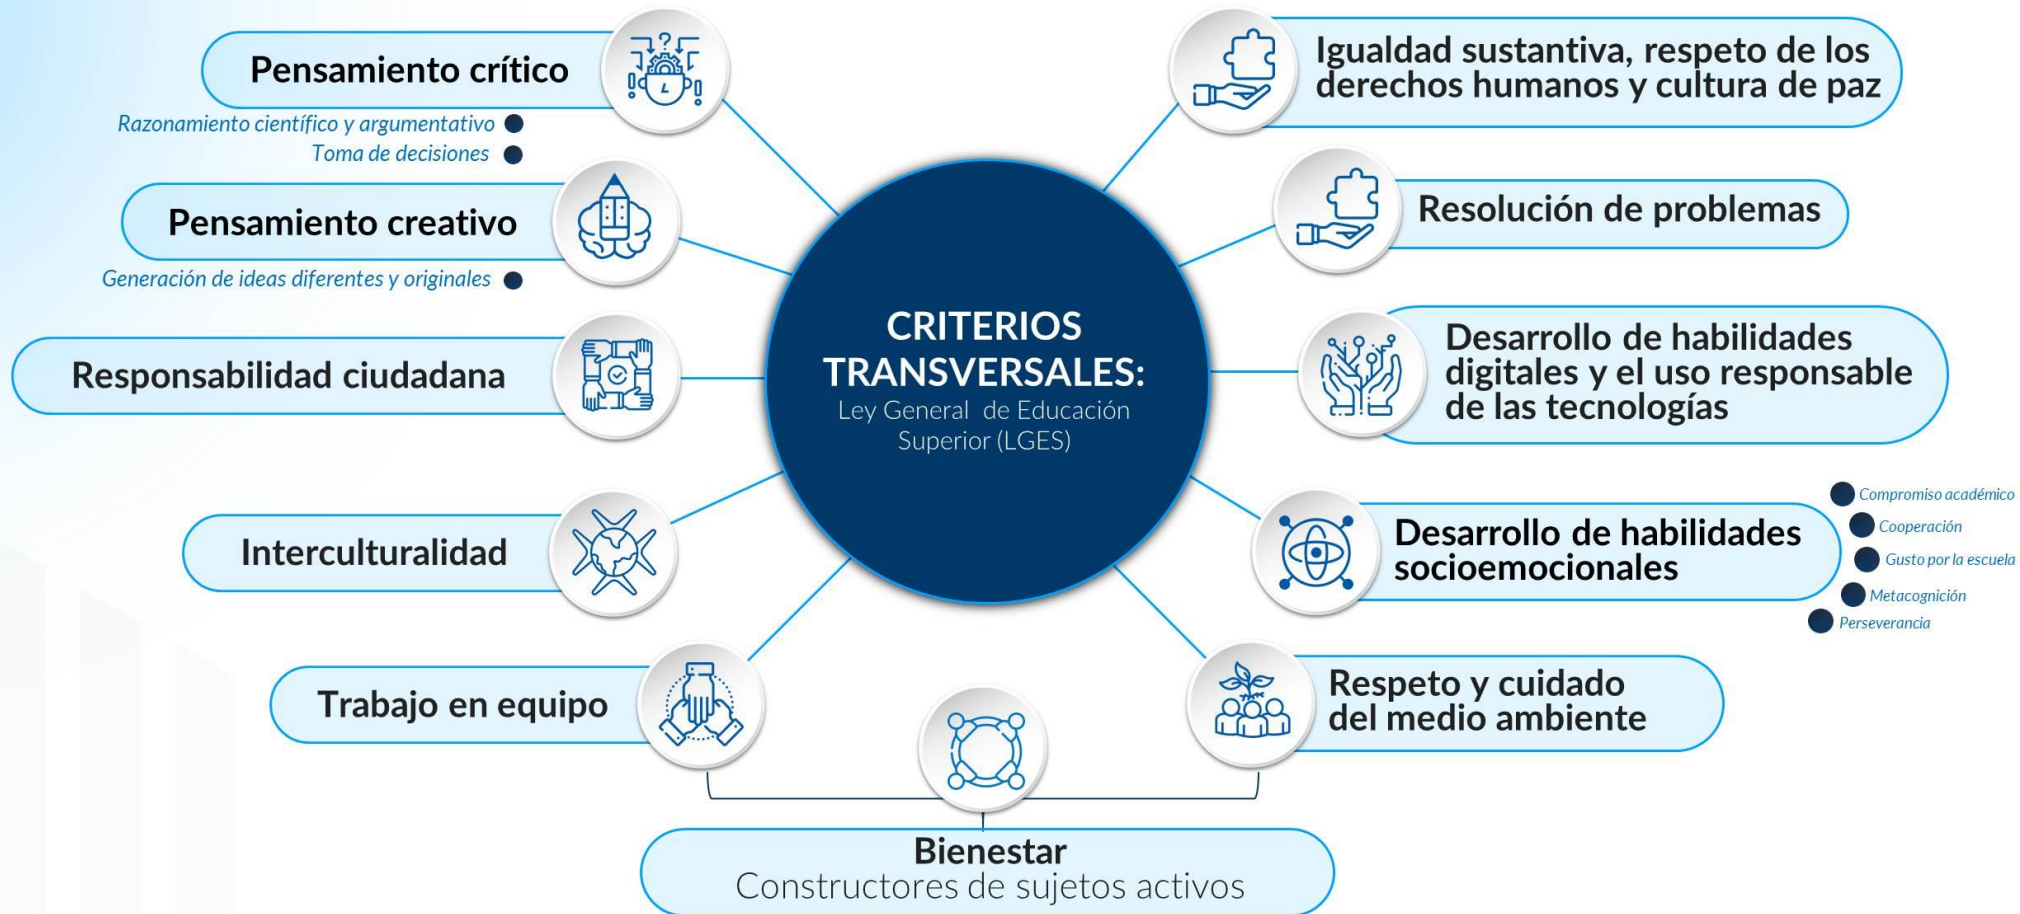 Pensamiento crítico
Razonamiento científico y argumentativo
Toma de decisiones
Pensamiento creativo
Generación de ideas diferentes y originales
Responsabilidad ciudadana
Interculturalidad
Trabajo en equipo
CRITERIOS
TRANSVERSALES:
Ley General de Educación
Superior (LGES)
Igualdad sustantiva, respeto de los
derechos humanos y cultura de paz
Resolución de problemas
Desarrollo de habilidades
digitales y el uso responsable
de las tecnologías
Desarrollo de habilidades
socioemocionales
Compromiso académico
Cooperación
Gusto por la escuela
Metacognición
Perseverancia
Respeto y cuidado
del medio ambiente
Bienestar
Constructores de sujetos activos